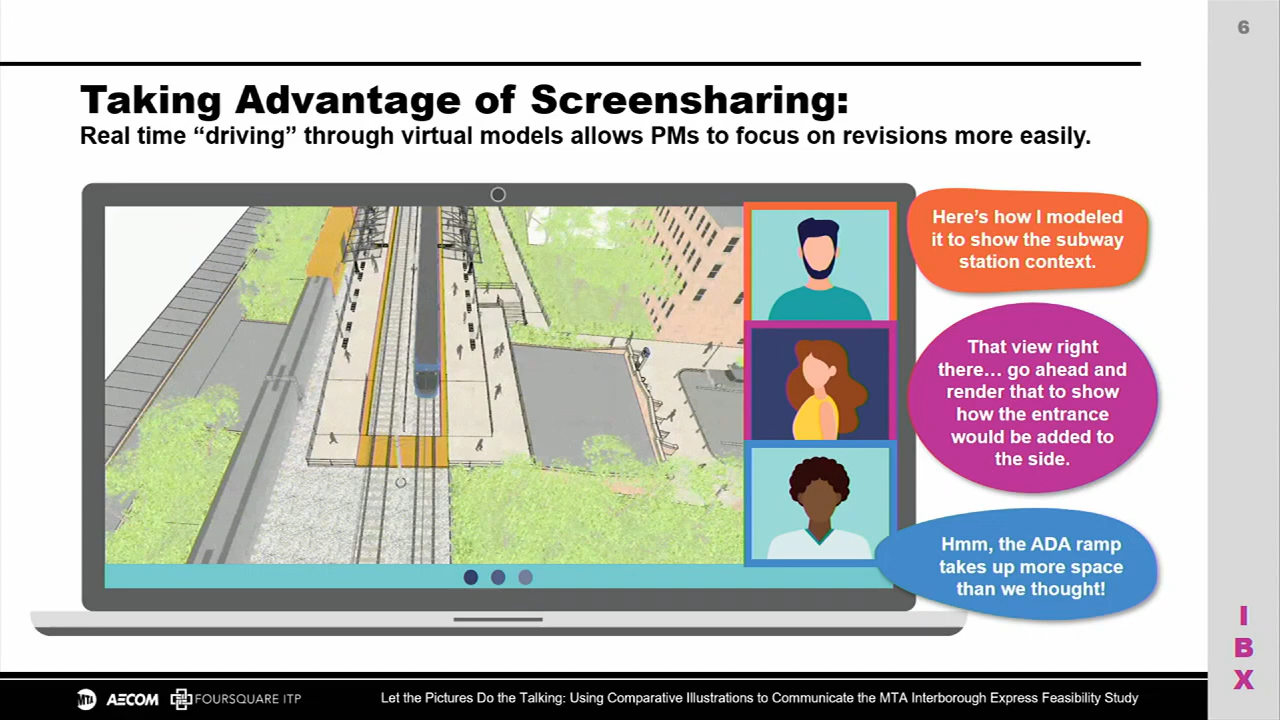 6
Taking Advantage of Screensharing:
Real time “driving” through virtual models allows PMs to focus on revisions more easily.
Here’s how I modeled
it to show the subway
station context.
That view right
there… go ahead and
render that to show
how the entrance
would be added to
the side.
Hmm, the ADA ramp
takes up more space
than we thought!
I
B
X
MTA AECOM FOURSQUARE ITP
Let the Pictures Do the Talking: Using Comparative Illustrations to Communicate the MTA Interborough Express Feasibility Study